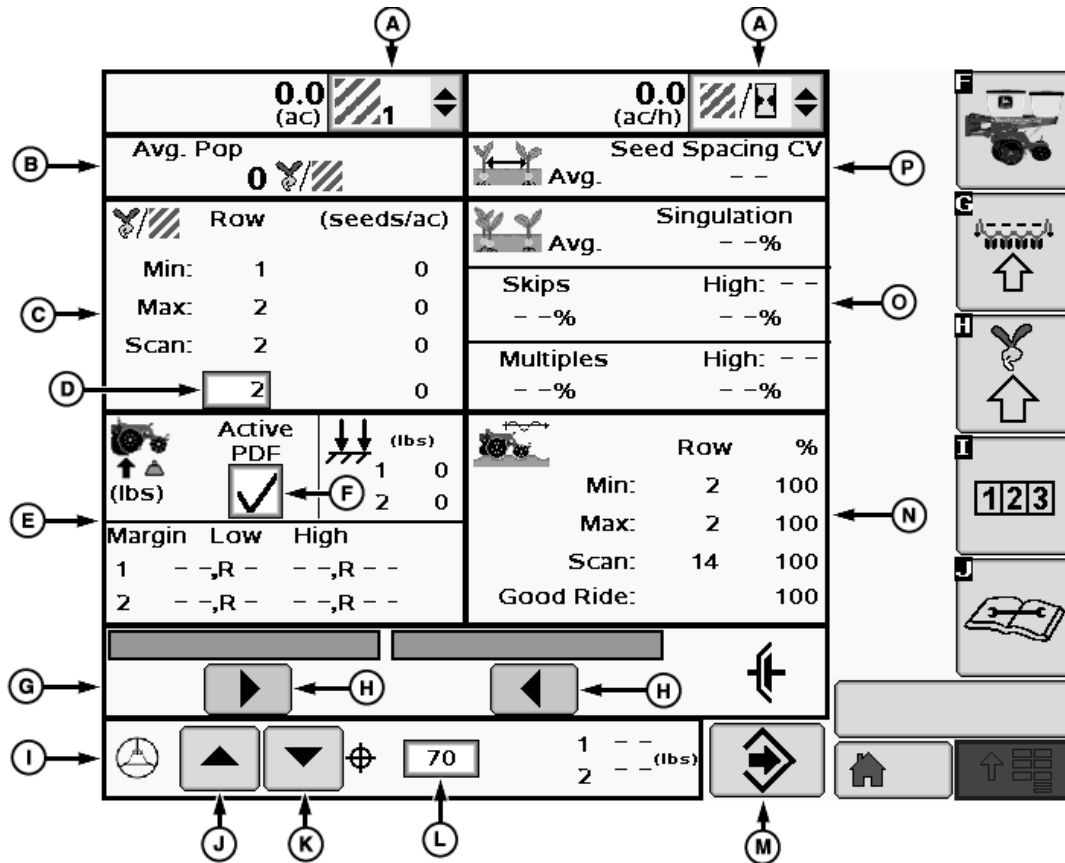 A A
0.0 (ac) 1
0.0 (ac/h)
F
B
Avg. Pop
0
Seed Spacing CV
Avg. - -
P
C
Row (seeds/ac)
Min: 1 0
Max: 2 0
Scan: 2 0
D
2 0
Singulation
Avg. - -%
Skips High: - -
- -% - -%
Multiples High: - -
- -% - -%
O
G
H
E
(lbs)
Active
PDF
F
(lbs)
1 0
2 0
Margin Low High
1 - -,R - - - -,R - -
2 - -,R - - - -,R - -
Row %
Min: 2 100
Max: 2 100
Scan: 14 100
Good Ride: 100
N
I
123
J
G
H H
I
70
1 - -
2 - - (lbs)
J K L M